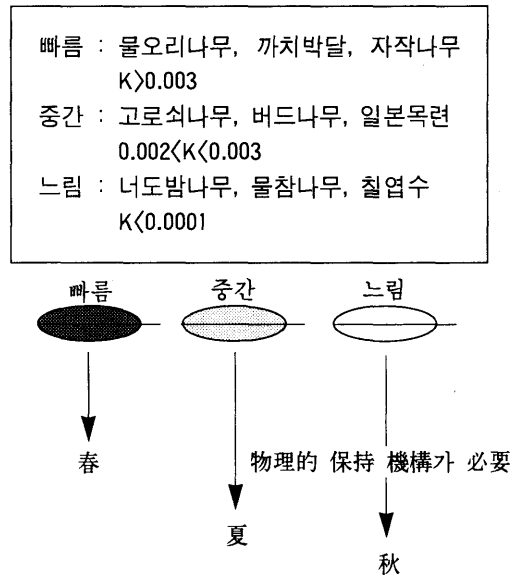 빠름 : 물오리나무, 까치박달, 자작나무
K>0.003
중간 : 고로쇠나무, 버드나무, 일본목련
0.002<K<0.003
느림 : 너도밤나무, 물참나무, 칠엽수
K<0.0001
빠름 중간 느림
春
物理的 保持 機構가 必要
夏
秋